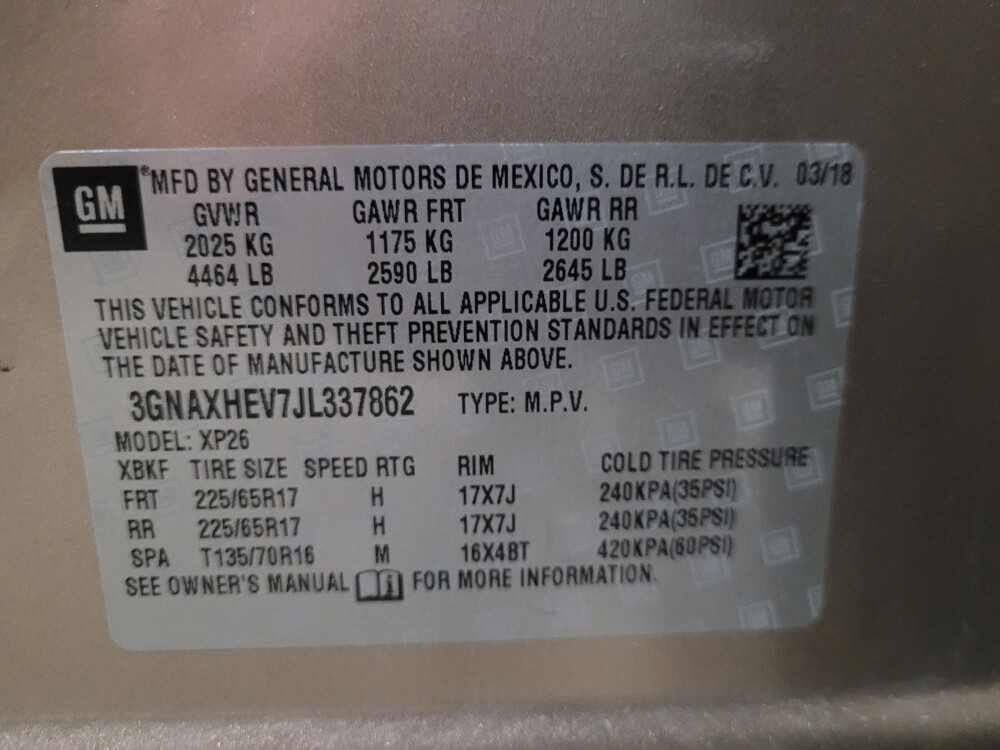 GM
®MFD BY GENERAL MOTORS DE MEXICO, S. DE R.L. DE C.V. 03/18
GVWR GAWR FRT GAWR RR
2025 KG 1175 KG 1200 KG
4464 LB 2590 LB 2645 LB
THIS VEHICLE CONFORMS TO ALL APPLICABLE U.S. FEDERAL MOTOR
VEHICLE SAFETY AND THEFT PREVENTION STANDARDS IN EFFECT ON
THE DATE OF MANUFACTURE SHOWN ABOVE.
3GNAXHEV7JL337862 TYPE: M.P.V.
MODEL: XP26
XBKF TIRE SIZE SPEED RTG RIM COLD TIRE PRESSURE
FRT 225/65R17 H 17X7J 240KPA(35PSI)
RR 225/65R17 H 17X7J 240KPA(35PSI)
SPA T135/70R16 M 16X4BT 420KPA(60PSI)
SEE OWNER'S MANUAL FOR MORE INFORMATION.